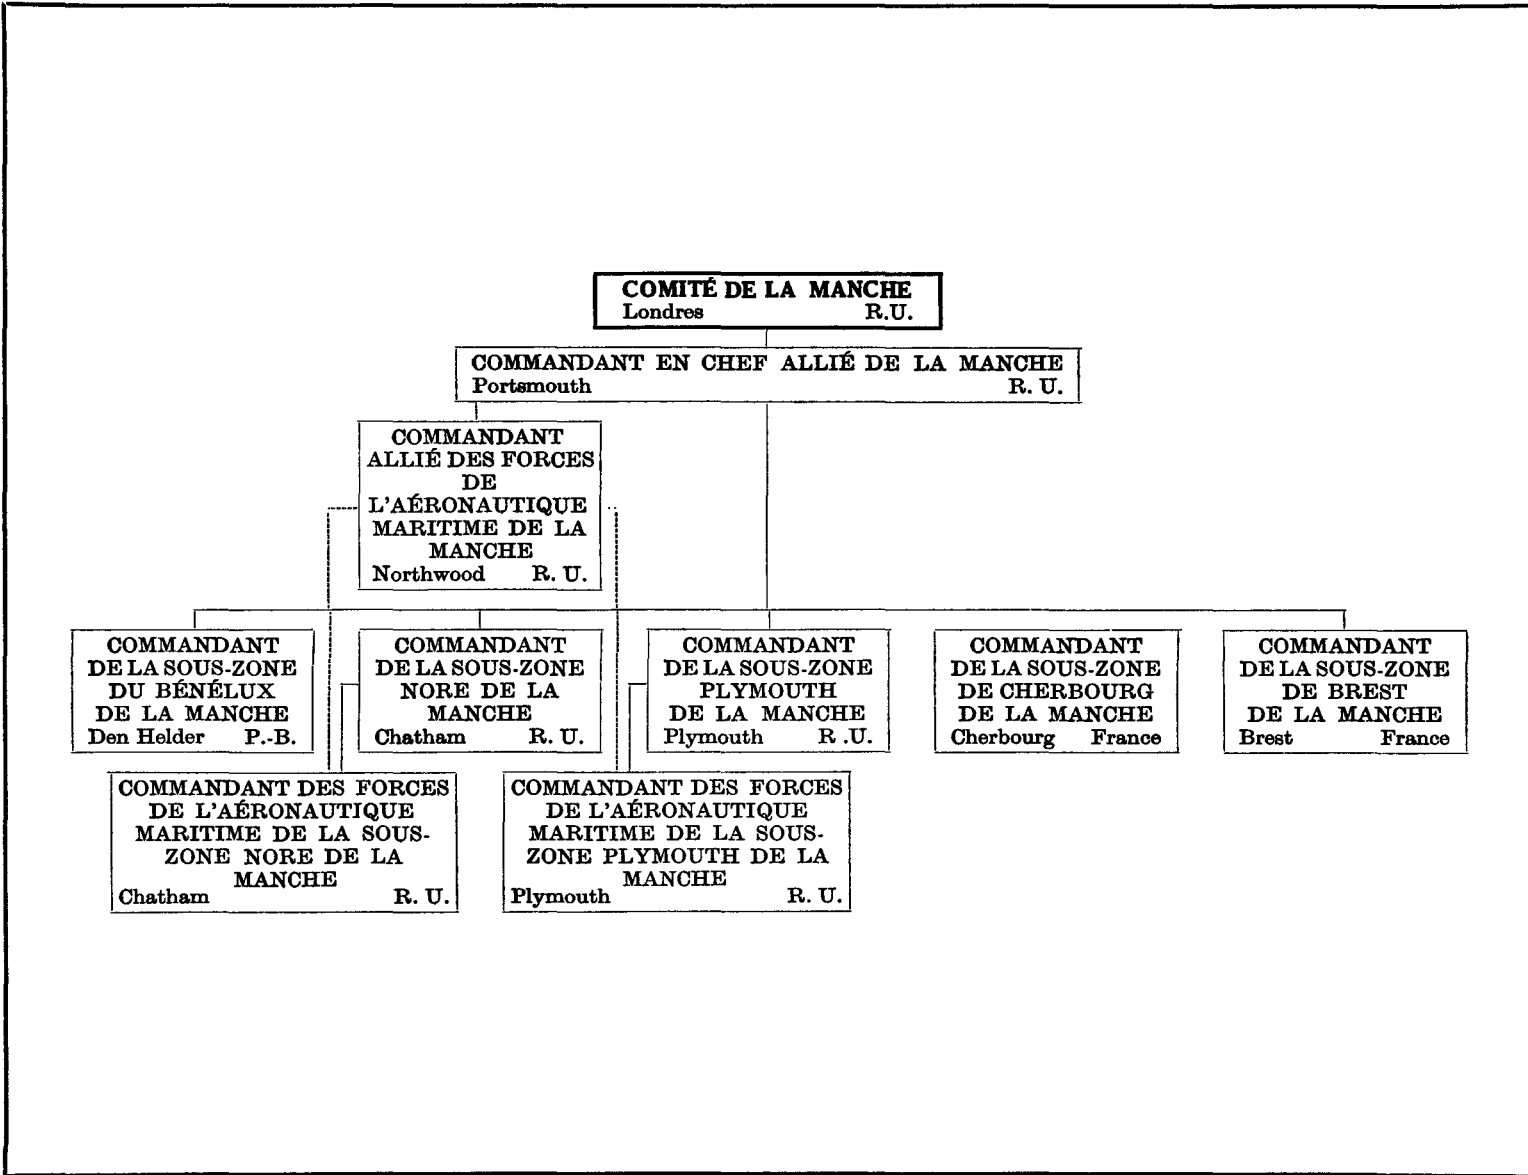 COMITÉ DE LA MANCHE
Londres R.U.
COMMANDANT EN CHEF ALLIÉ DE LA MANCHE
Portsmouth R. U.
COMMANDANT
ALLIÉ DES FORCES
DE
L'AÉRONAUTIQUE
MARITIME DE LA
MANCHE
Northwood R. U.
COMMANDANT
DE LA SOUS-ZONE
DU BÉNÉLUX
DE LA MANCHE
Den Helder P.-B.
COMMANDANT
DE LA SOUS-ZONE
NORE DE LA
MANCHE
Chatham R. U.
COMMANDANT
DE LA SOUS-ZONE
PLYMOUTH
DE LA MANCHE
Plymouth R .U.
COMMANDANT
DE LA SOUS-ZONE
DE CHERBOURG
DE LA MANCHE
Cherbourg France
COMMANDANT
DE LA SOUS-ZONE
DE BREST
DE LA MANCHE
Brest France
COMMANDANT DES FORCES
DE L'AÉRONAUTIQUE
MARITIME DE LA SOUS-
ZONE NORE DE LA
MANCHE
Chatham R. U.
COMMANDANT DES FORCES
DE L'AÉRONAUTIQUE
MARITIME DE LA SOUS-
ZONE PLYMOUTH DE LA
MANCHE
Plymouth R. U.